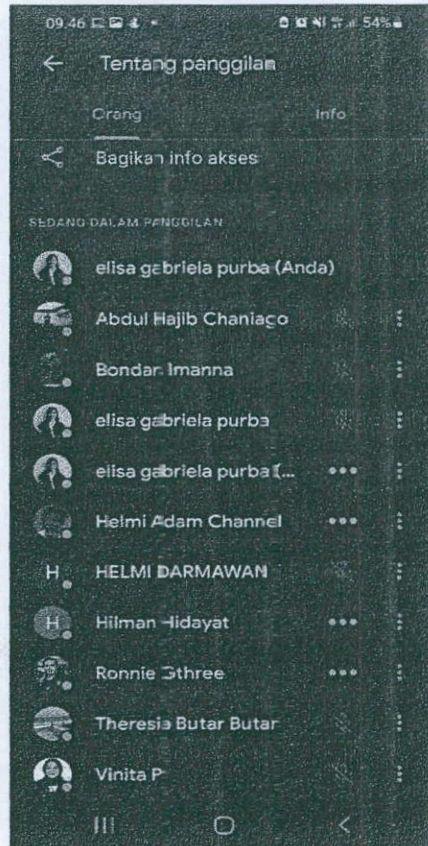 09.46 54%
Tentang panggilan
Orang Info
Bagikan info akses
SEDANG DALAM PANGGILAN
elisa gabriela purba (Anda)
Abdul Hajib Chaniago
Bondan Imanna
elisa gabriela purba
elisa gabriela purba (...
Helmi Adam Channel
H HELMI DARMAWAN
H Hilman Hidayat
Ronnie Gthree
Theresia Butar Butar
Vinita P